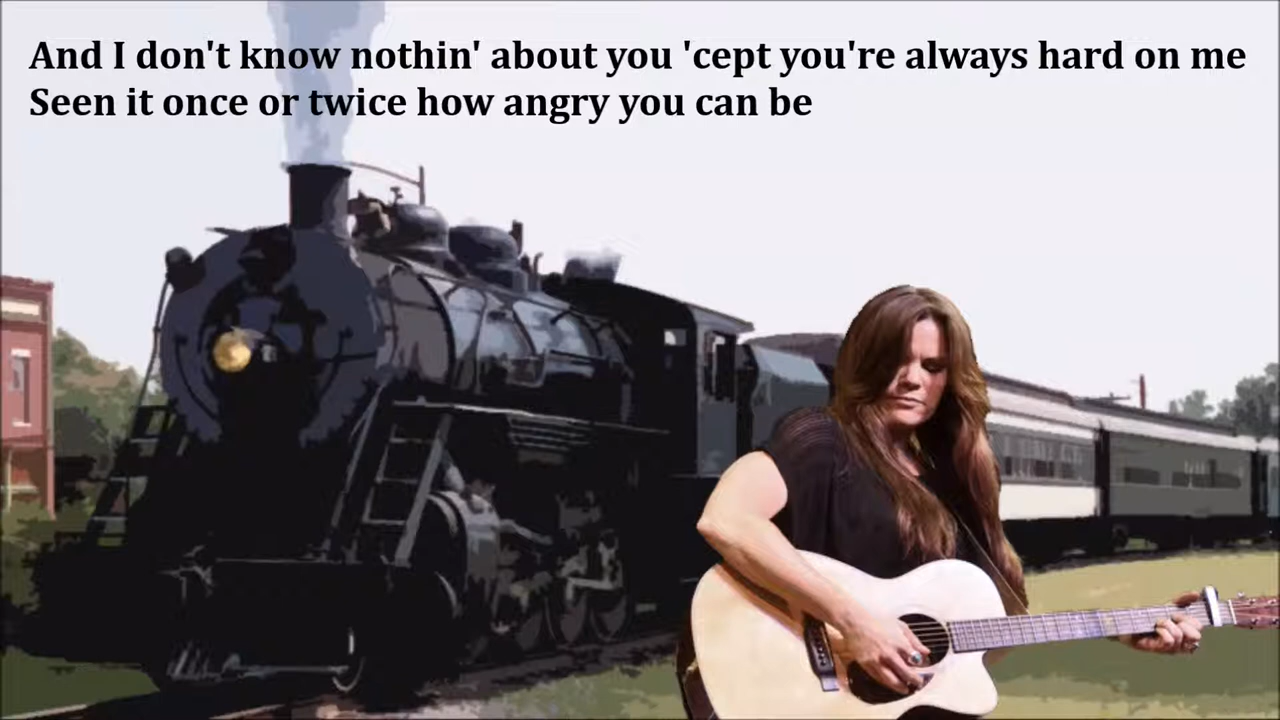 And I don't know nothin' about you 'cept you're always hard on me
Seen it once or twice how angry you can be